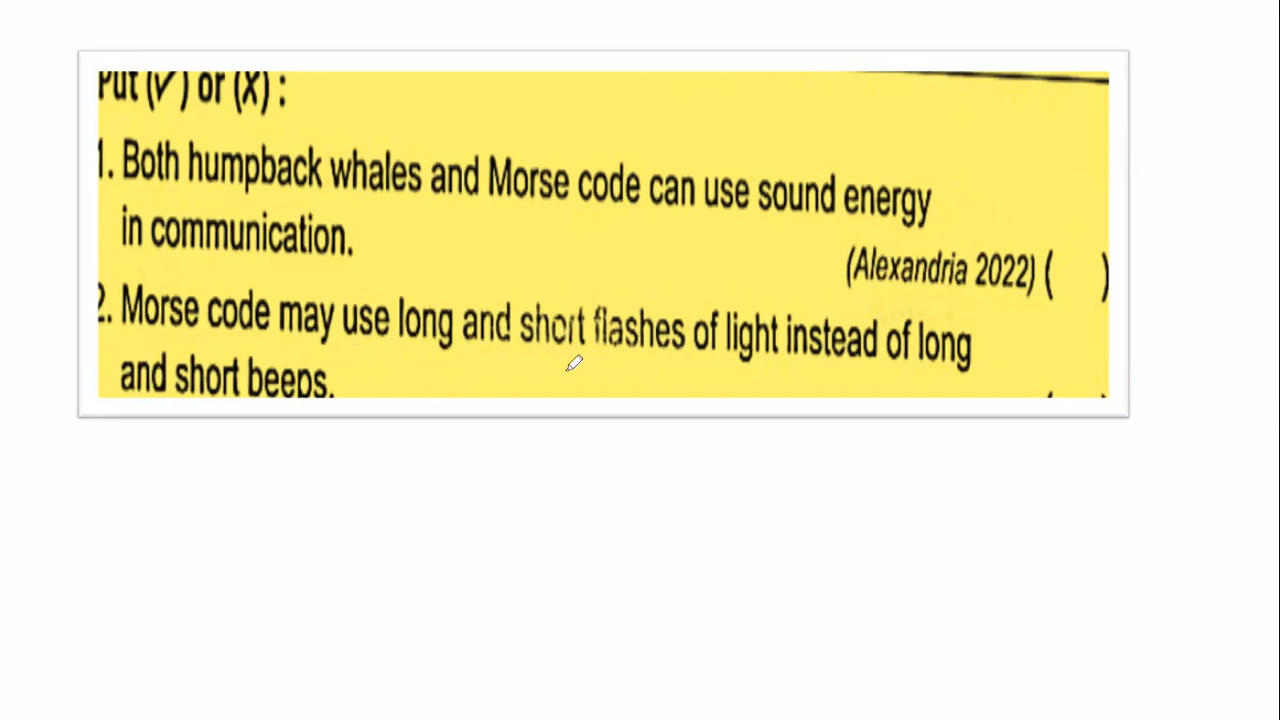 Put (✓) or (X) :
1. Both humpback whales and Morse code can use sound energy
in communication.
(Alexandria 2022) ( )
2. Morse code may use long and short flashes of light instead of long
and short beeps.
( )